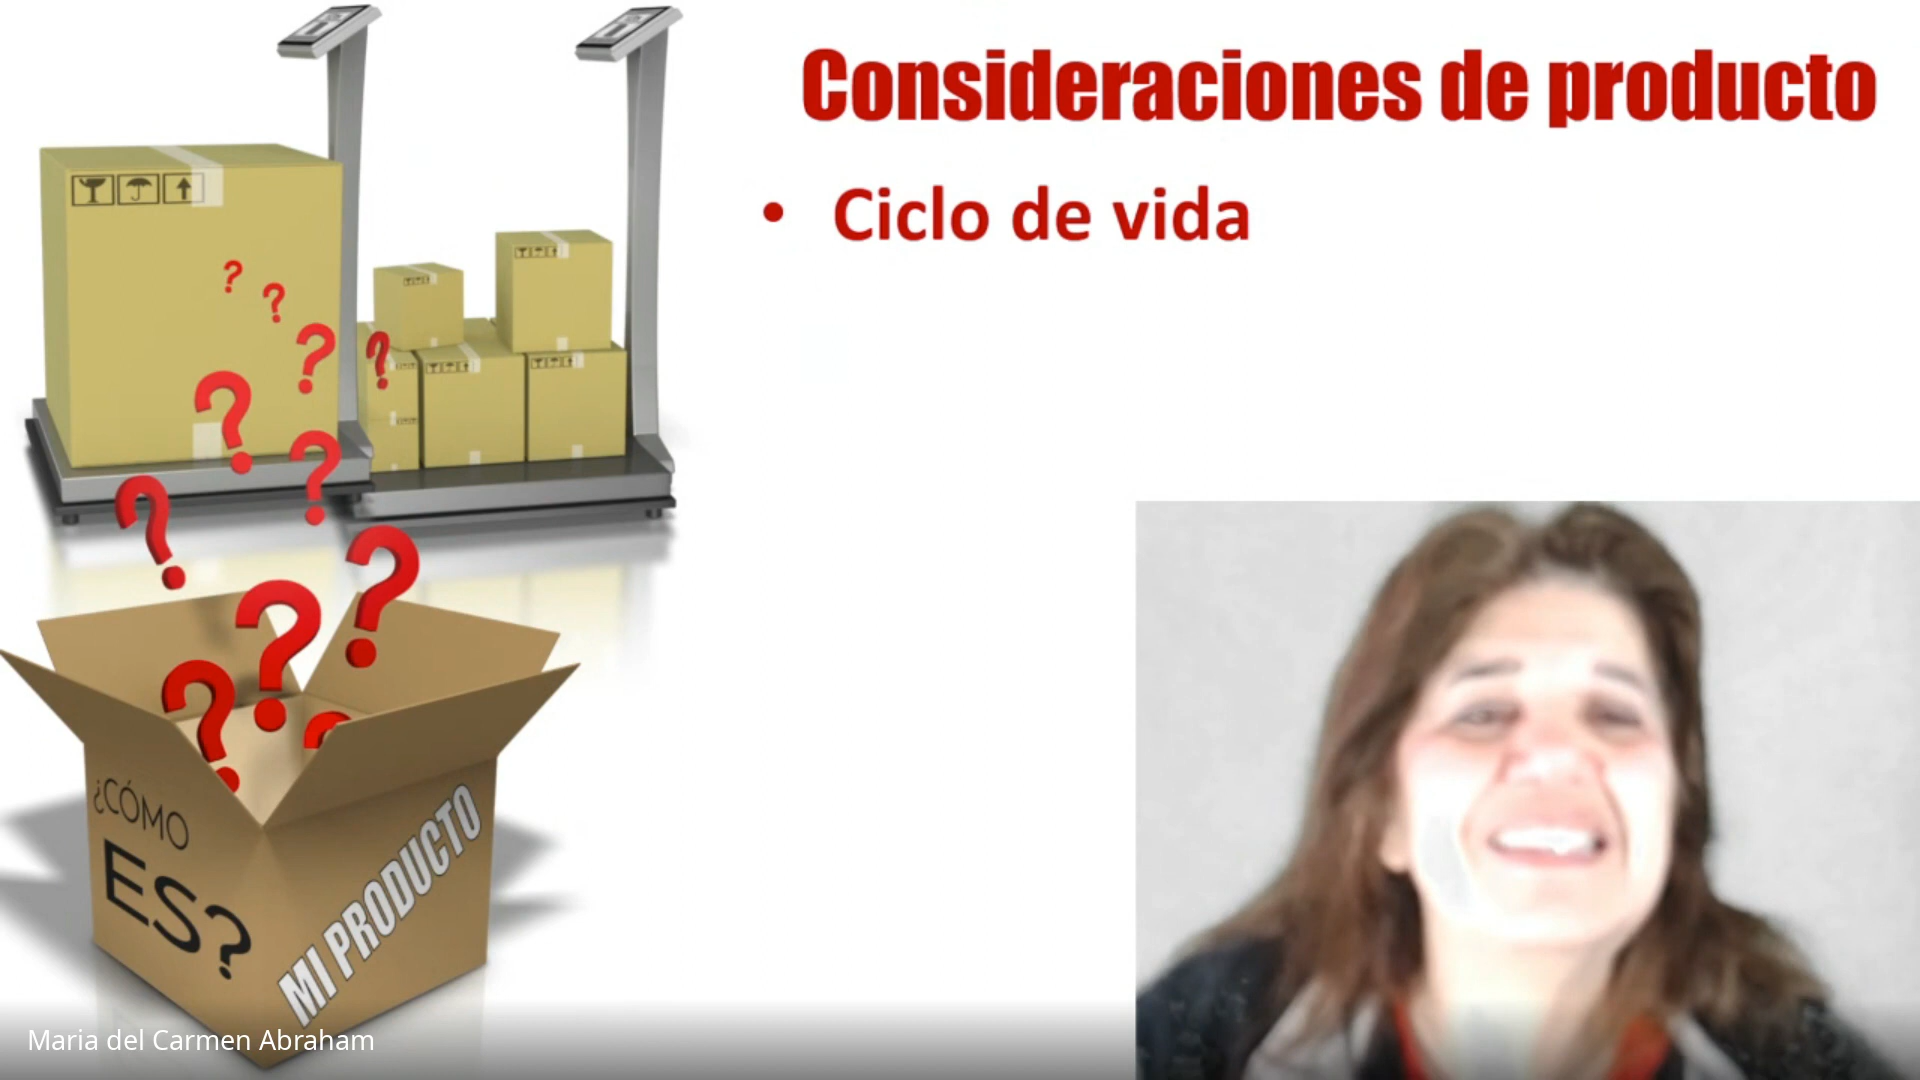 Consideraciones de producto
• Ciclo de vida
¿CÓMO
ES?
MI PRODUCTO
Maria del Carmen Abraham